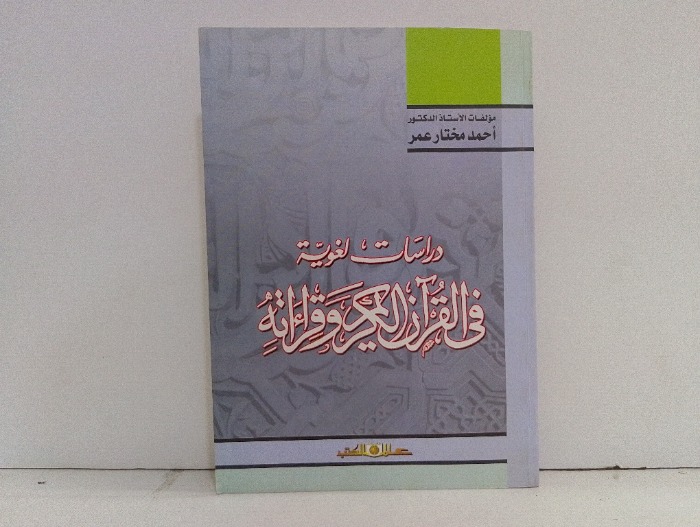 مؤلفات الأستاذ الدكتور
أحمد مختار عمر
دراسات لغوية
في القرآن الكريم وقراءاته
عالم الكتب